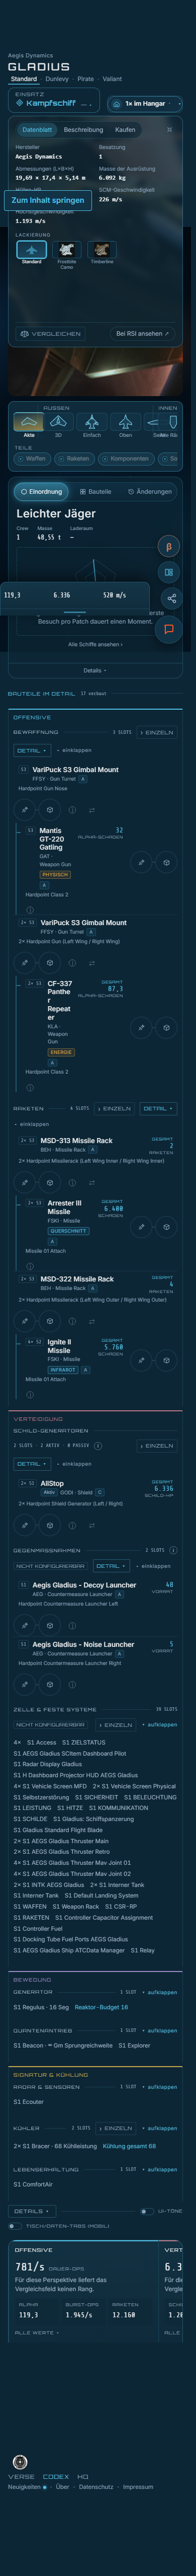 Aegis Dynamics
GLADIUS
Standard · Dunlevy · Pirate · Valiant
EINSATZ
Kampfschiff
1× im Hangar
Datenblatt Beschreibung Kaufen
Hersteller Besatzung
Aegis Dynamics 1
Abmessungen (L×B×H) Masse der Ausrüstung
19,69 × 17,4 × 5,14 m 6.092 kg
SCM-Geschwindigkeit
Zum Inhalt springen
226 m/s
Höchstgeschwindigkeit
1.193 m/s
LACKIERUNG
Standard Frostbite Camo Timberline
VERGLEICHEN Bei RSI ansehen ↗
AUSSEN INNEN
Akte 3D Einfach Oben Seite
TEILE
Waffen Raketen Komponenten
Einordnung Bauteile Änderungen
Leichter Jäger
Crew Masse Laderaum
1 48,55 t —
119,3 6.336 520 m/s
Besuch pro Patch dauert einen Moment.
Alle Schiffe ansehen ›
Details
BAUTEILE IM DETAIL 17 verbaut
OFFENSIVE
BEWAFFNUNG 3 SLOTS EINZELN
DETAIL einklappen
S3 VariPuck S3 Gimbal Mount
FFSY · Gun Turret A
Hardpoint Gun Nose
S3 Mantis GT-220 Gatling 32
GAT · Weapon Gun ALPHA-SCHADEN
PHYSISCH
A
Hardpoint Class 2
2× S3 VariPuck S3 Gimbal Mount
FFSY · Gun Turret A
2× Hardpoint Gun (Left Wing / Right Wing)
2× S3 CF-337 Panther Repeater GESAMT 87,3
KLA · Weapon Gun ALPHA-SCHADEN
ENERGIE
A
Hardpoint Class 2
RAKETEN 6 SLOTS EINZELN DETAIL
einklappen
2× S3 MSD-313 Missile Rack GESAMT 2
BEH · Missile Rack A RAKETEN
2× Hardpoint Missilerack (Left Wing Inner / Right Wing Inner)
2× S3 Arrester III Missile GESAMT 6.400
FSKI · Missile SCHADEN
QUERSCHNITT
A
Missile 01 Attach
2× S3 MSD-322 Missile Rack GESAMT 4
BEH · Missile Rack A RAKETEN
2× Hardpoint Missilerack (Left Wing Outer / Right Wing Outer)
4× S2 Ignite II Missile GESAMT 5.760
FSKI · Missile SCHADEN
INFRAROT A
Missile 01 Attach
VERTEIDIGUNG
SCHILD-GENERATOREN
2 SLOTS · 2 AKTIV · 0 PASSIV EINZELN
DETAIL einklappen
2× S1 AllStop GESAMT 6.336
Aktiv GODI · Shield C SCHILD-HP
2× Hardpoint Shield Generator (Left / Right)
GEGENMASSNAHMEN 2 SLOTS
NICHT KONFIGURIERBAR DETAIL einklappen
S1 Aegis Gladius - Decoy Launcher 48
AEG · Countermeasure Launcher A VORRAT
Hardpoint Countermeasure Launcher Left
S1 Aegis Gladius - Noise Launcher 5
AEG · Countermeasure Launcher A VORRAT
Hardpoint Countermeasure Launcher Right
ZELLE & FESTE SYSTEME 38 SLOTS
NICHT KONFIGURIERBAR EINZELN aufklappen
4× S1 Access S1 ZIELSTATUS
S1 AEGS Gladius SCItem Dashboard Pilot
S1 Radar Display Gladius
S1 H Dashboard Projector HUD AEGS Gladius
4× S1 Vehicle Screen MFD 2× S1 Vehicle Screen Physical
S1 Selbstzerstörung S1 SICHERHEIT S1 BELEUCHTUNG
S1 LEISTUNG S1 HITZE S1 KOMMUNIKATION
S1 SCHILDE S1 Gladius: Schiffspanzerung
S1 Gladius Standard Flight Blade
2× S1 AEGS Gladius Thruster Main
2× S1 AEGS Gladius Thruster Retro
4× S1 AEGS Gladius Thruster Mav Joint 01
4× S1 AEGS Gladius Thruster Mav Joint 02
2× S1 INTK AEGS Gladius 2× S1 Interner Tank
S1 Interner Tank S1 Default Landing System
S1 WAFFEN S1 Weapon Rack S1 CSR-RP
S1 RAKETEN S1 Controller Capacitor Assignment
S1 Controller Fuel
S1 Docking Tube Fuel Ports AEGS Gladius
S1 AEGS Gladius Ship ATCData Manager S1 Relay
BEWEGUNG
GENERATOR 1 SLOT aufklappen
S1 Regulus · 16 Seg Reaktor-Budget 16
QUANTENANTRIEB 1 SLOT aufklappen
S1 Beacon · ∞ Gm Sprungreichweite S1 Explorer
SIGNATUR & KÜHLUNG
RADAR & SENSOREN 1 SLOT aufklappen
S1 Ecouter
KÜHLER 2 SLOTS EINZELN aufklappen
2× S1 Bracer · 68 Kühlleistung Kühlung gesamt 68
LEBENSERHALTUNG 1 SLOT aufklappen
S1 ComfortAir
DETAILS UI-TÖNE
TISCH/DATEN-TABS (MOBIL)
OFFENSIVE
781/s DAUER-DPS
Für diese Perspektive liefert das Vergleichsfeld keinen Rang.
ALPHA BURST-DPS RAKETEN
119,3 1.945/s 12.160
ALLE WERTE
VERSE CODEX HQ
Neuigkeiten · Über · Datenschutz · Impressum